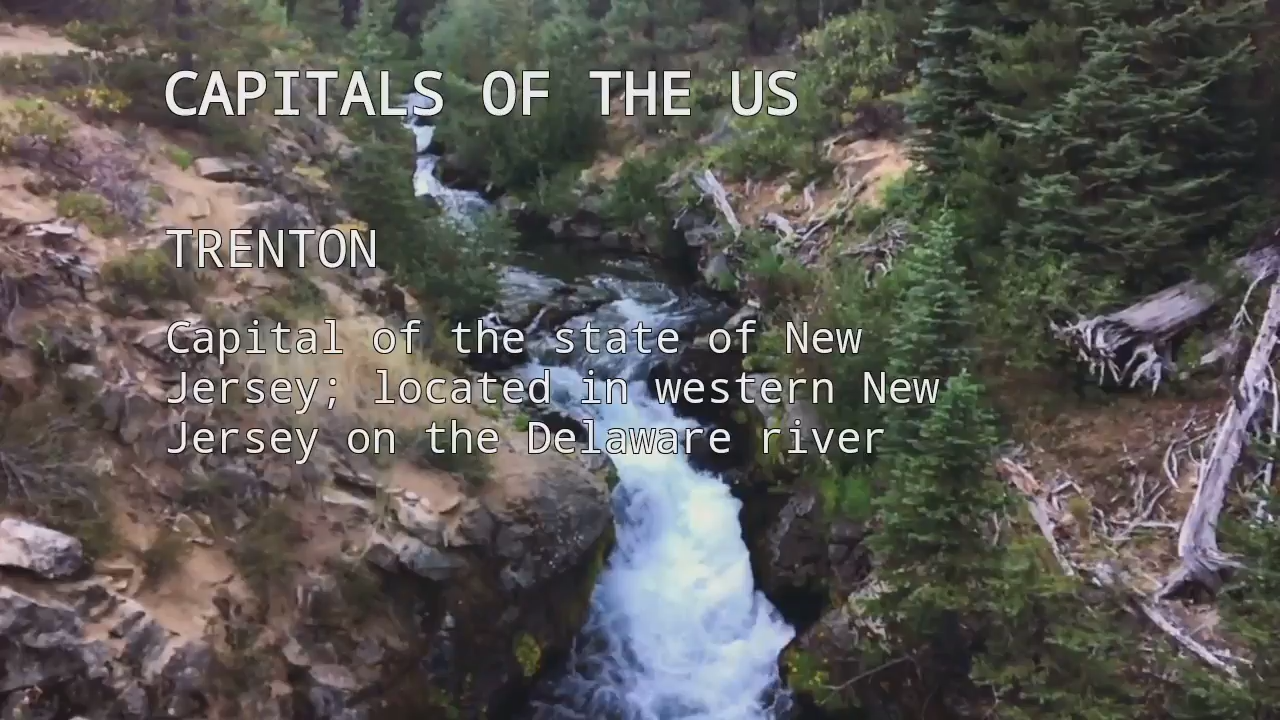 CAPITALS OF THE US
TRENTON
Capital of the state of New
Jersey; located in western New
Jersey on the Delaware river